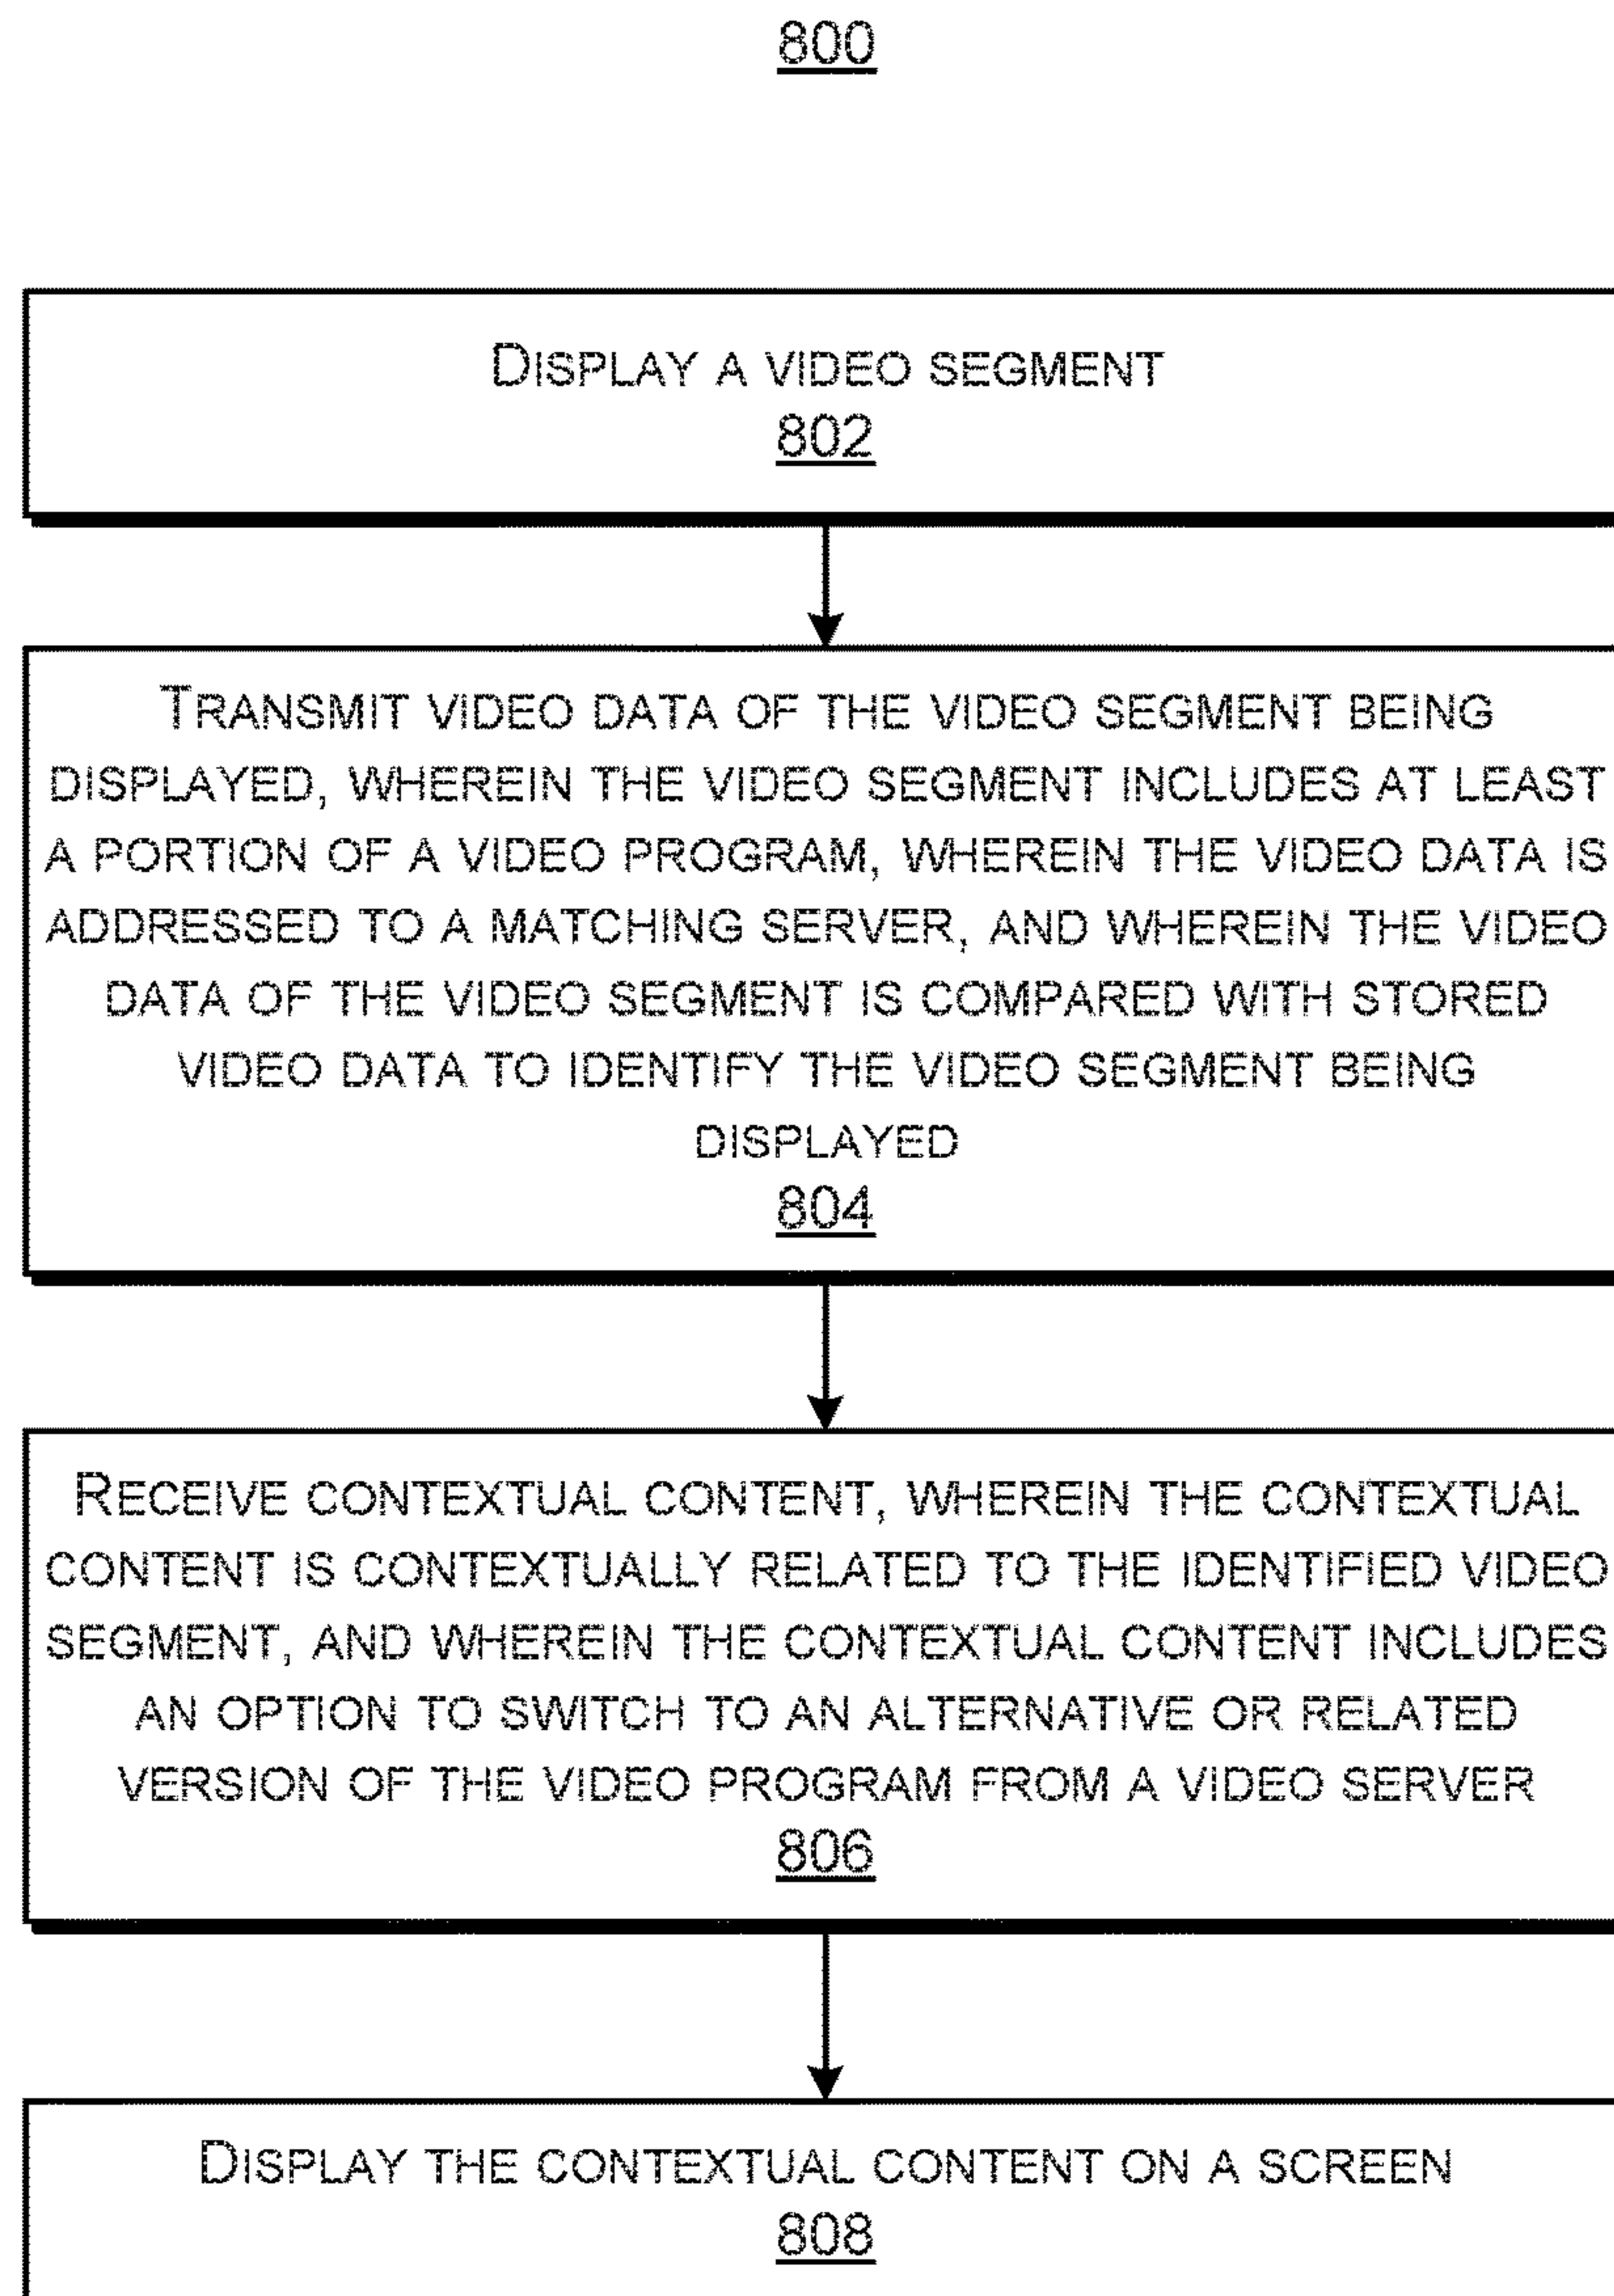 800
DISPLAY A VIDEO SEGMENT
802
TRANSMIT VIDEO DATA OF THE VIDEO SEGMENT BEING
DISPLAYED, WHEREIN THE VIDEO SEGMENT INCLUDES AT LEAST
A PORTION OF A VIDEO PROGRAM, WHEREIN THE VIDEO DATA IS
ADDRESSED TO A MATCHING SERVER, AND WHEREIN THE VIDEO
DATA OF THE VIDEO SEGMENT IS COMPARED WITH STORED
VIDEO DATA TO IDENTIFY THE VIDEO SEGMENT BEING
DISPLAYED
804
RECEIVE CONTEXTUAL CONTENT, WHEREIN THE CONTEXTUAL
CONTENT IS CONTEXTUALLY RELATED TO THE IDENTIFIED VIDEO
SEGMENT, AND WHEREIN THE CONTEXTUAL CONTENT INCLUDES
AN OPTION TO SWITCH TO AN ALTERNATIVE OR RELATED
VERSION OF THE VIDEO PROGRAM FROM A VIDEO SERVER
806
DISPLAY THE CONTEXTUAL CONTENT ON A SCREEN
808